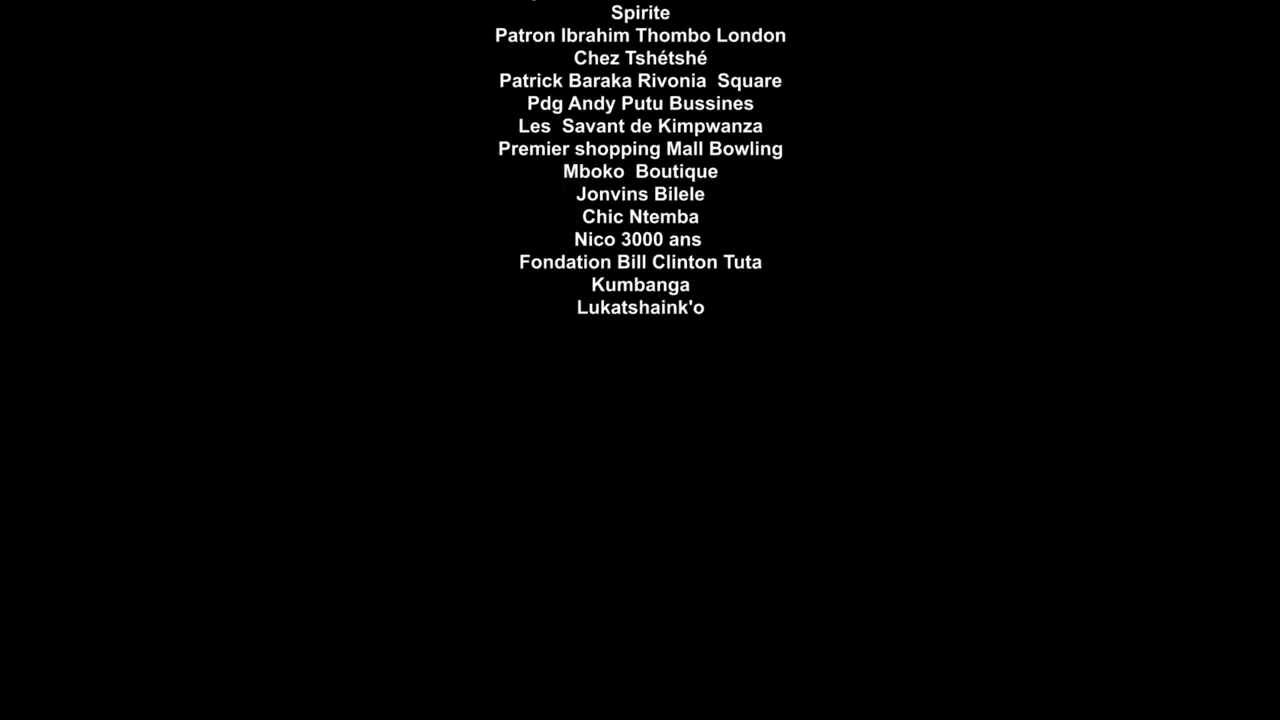 Spirite
Patron Ibrahim Thombo London
Chez Tshétshé
Patrick Baraka Rivonia  Square
Pdg Andy Putu Bussines
Les  Savant de Kimpwanza
Premier shopping Mall Bowling
Mboko  Boutique
Jonvins Bilele
Chic Ntemba
Nico 3000 ans
Fondation Bill Clinton Tuta
Kumbanga
Lukatshaink'o